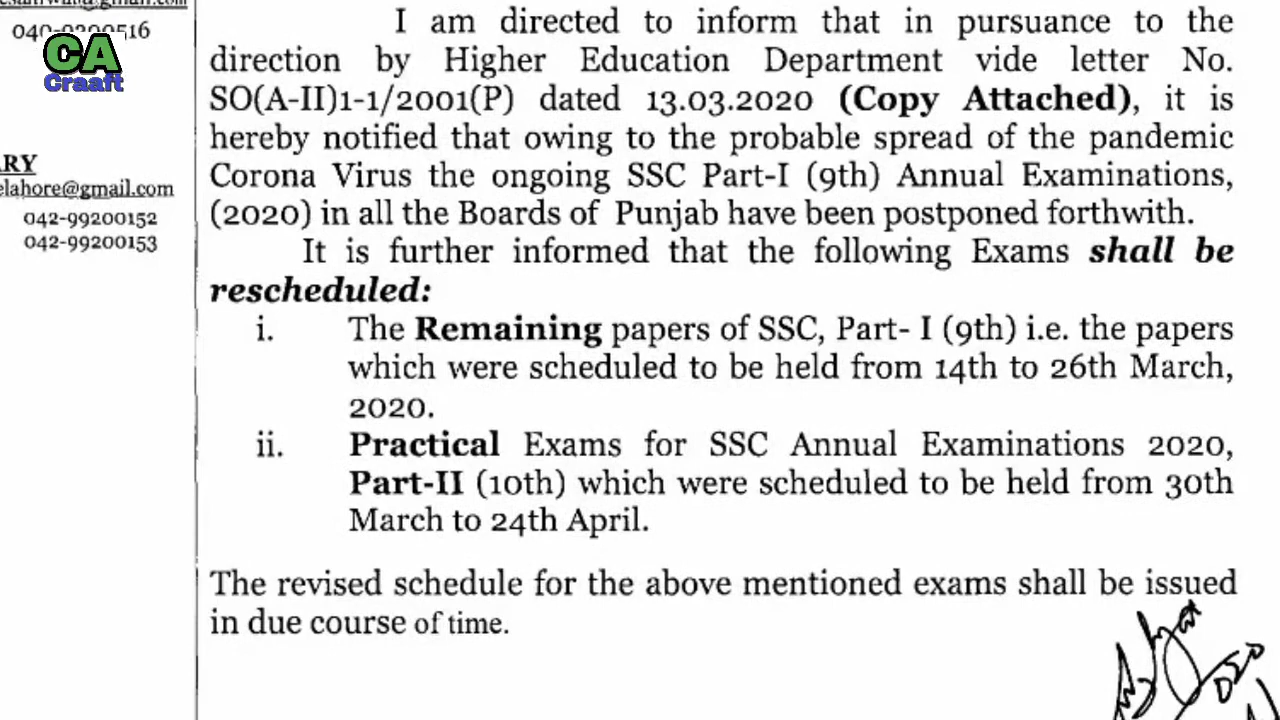 040-9200516
CA
Craaft
ARY
elahore@gmail.com
042-99200152
042-99200153
I am directed to inform that in pursuance to the
direction by Higher Education Department vide letter No.
SO(A-II)1-1/2001(P) dated 13.03.2020 (Copy Attached), it is
hereby notified that owing to the probable spread of the pandemic
Corona Virus the ongoing SSC Part-I (9th) Annual Examinations,
(2020) in all the Boards of Punjab have been postponed forthwith.
It is further informed that the following Exams shall be
rescheduled:
i. The Remaining papers of SSC, Part- I (9th) i.e. the papers
which were scheduled to be held from 14th to 26th March,
2020.
ii. Practical Exams for SSC Annual Examinations 2020,
Part-II (10th) which were scheduled to be held from 30th
March to 24th April.
The revised schedule for the above mentioned exams shall be issued
in due course of time.